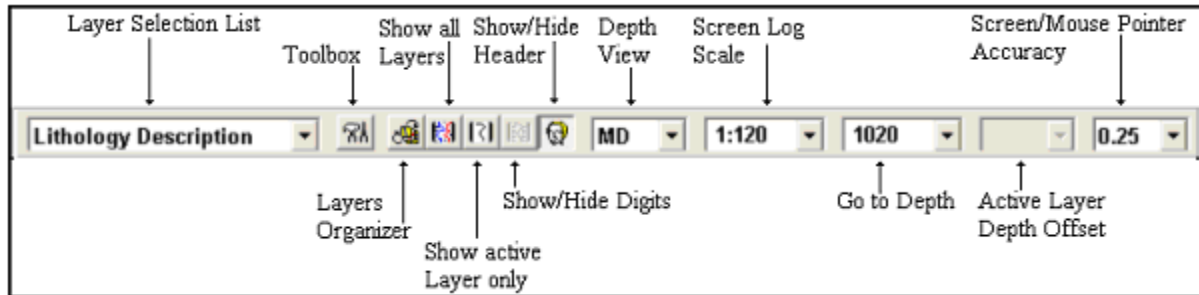 Layer Selection List
Toolbox
Show all
Layers
Show/Hide
Header
Depth
View
Screen Log
Scale
Screen/Mouse Pointer
Accuracy
Lithology Description
MD
1:120
1020
0.25
Layers
Organizer
Show active
Layer only
Show/Hide Digits
Go to Depth
Active Layer
Depth Offset